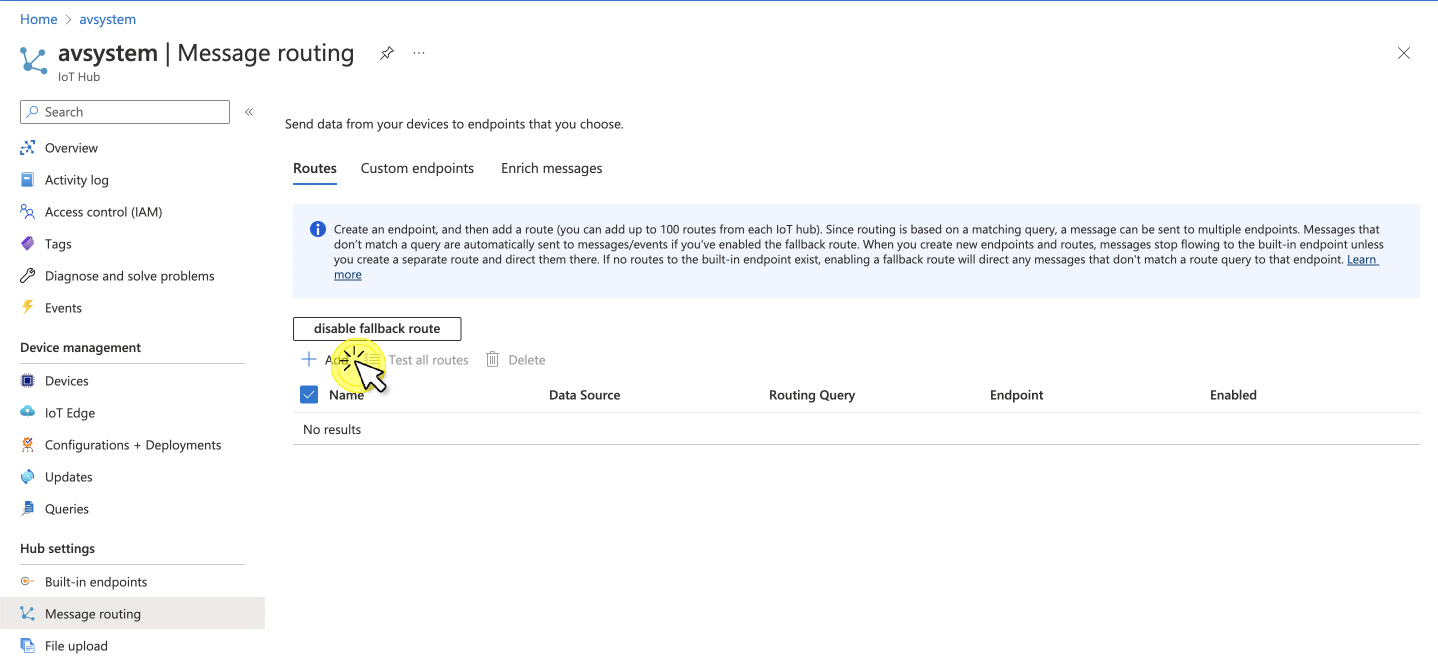 Home > avsystem
avsystem | Message routing
...
IoT Hub
Search
«
Overview
Activity log
Access control (IAM)
Tags
Diagnose and solve problems
Events
Device management
Devices
IoT Edge
Configurations + Deployments
Updates
Queries
Hub settings
Built-in endpoints
Message routing
File upload
Send data from your devices to endpoints that you choose.
Routes Custom endpoints Enrich messages
Create an endpoint, and then add a route (you can add up to 100 routes from each IoT hub). Since routing is based on a matching query, a message can be sent to multiple endpoints. Messages that
don't match a query are automatically sent to messages/events if you've enabled the fallback route. When you create new endpoints and routes, messages stop flowing to the built-in endpoint unless
you create a separate route and direct them there. If no routes to the built-in endpoint exist, enabling a fallback route will direct any messages that don't match a route query to that endpoint. Learn
more
disable fallback route
Add Test all routes Delete
Name Data Source Routing Query Endpoint Enabled
No results